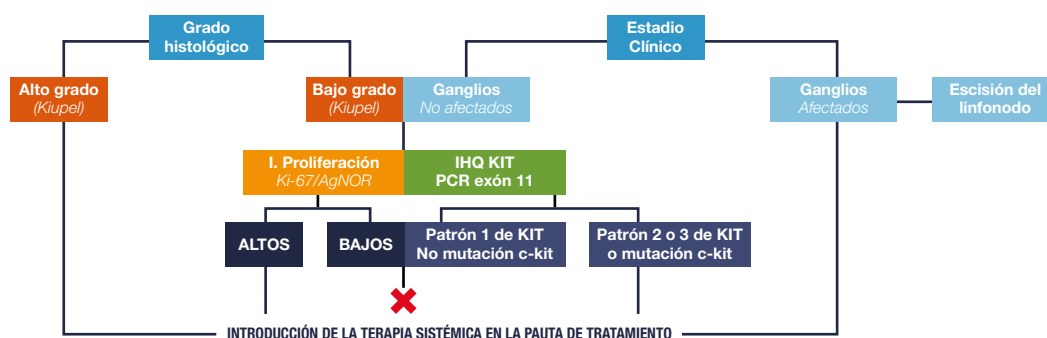 Grado
histológico
Estadio
Clínico
Alto grado
(Kiupel)
Bajo grado
(Kiupel)
Ganglios
No afectados
Ganglios
Afectados
Escisión del
linfonodo
I. Proliferación
Ki-67/AgNOR
IHQ KIT
PCR exón 11
ALTOS
BAJOS
Patrón 1 de KIT
No mutación c-kit
Patrón 2 o 3 de KIT
o mutación c-kit
INTRODUCCIÓN DE LA TERAPIA SISTÉMICA EN LA PAUTA DE TRATAMIENTO